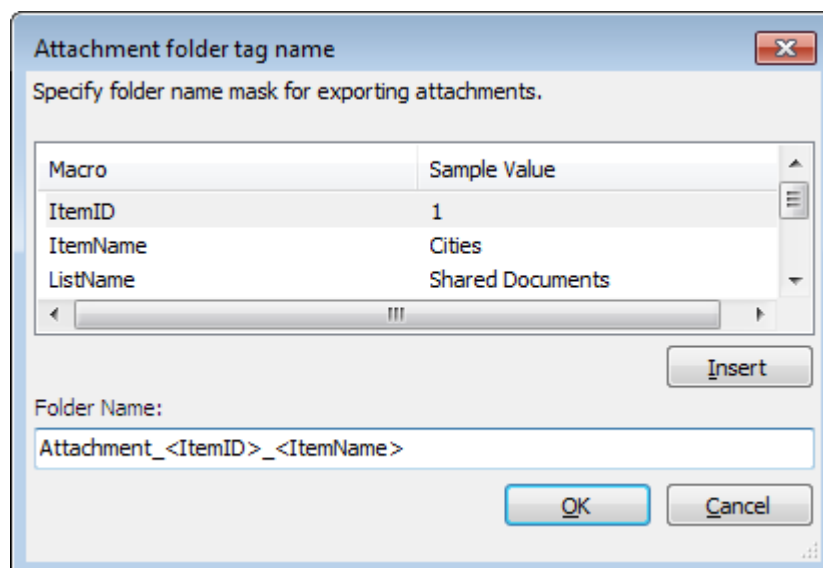 Attachment folder tag name
Specify folder name mask for exporting attachments.
Macro Sample Value
ItemID 1
ItemName Cities
ListName Shared Documents
Insert
Folder Name:
Attachment_<ItemID>_<ItemName>
OK Cancel